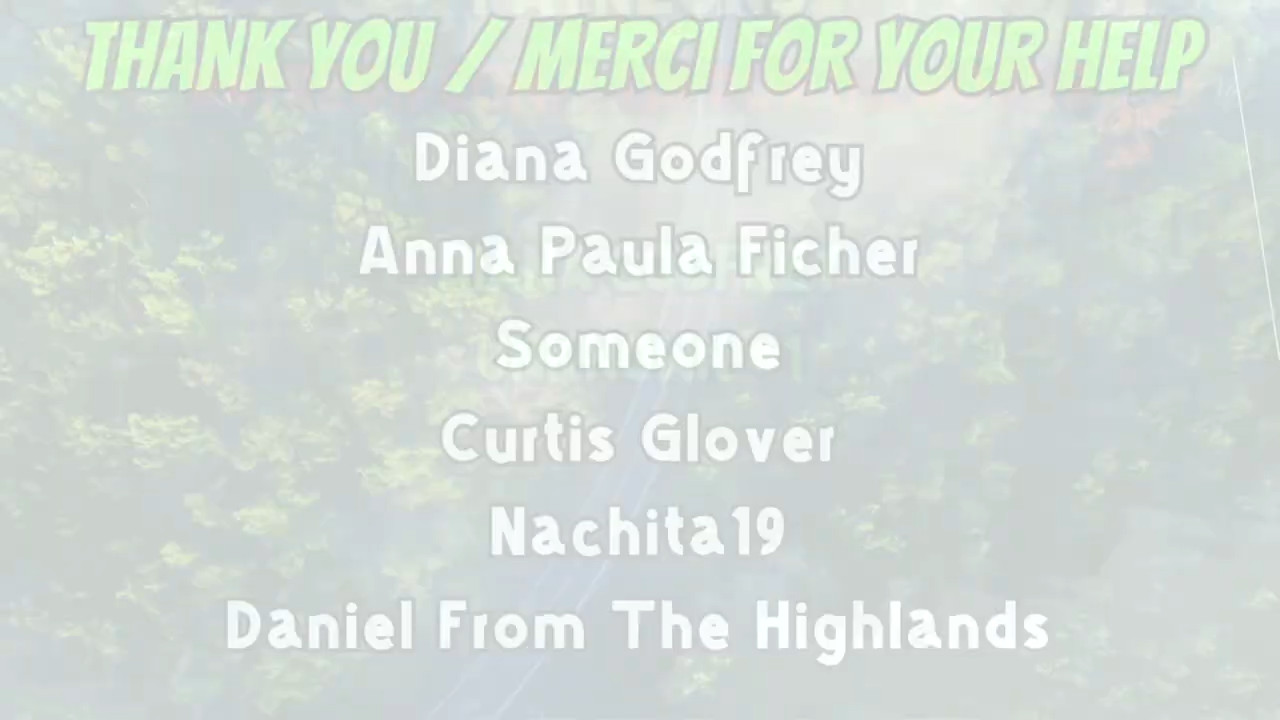 THANK YOU / MERCI FOR YOUR HELP
Diana Godfrey
Anna Paula Ficher
Someone
Curtis Glover
Nachita19
Daniel From The Highlands